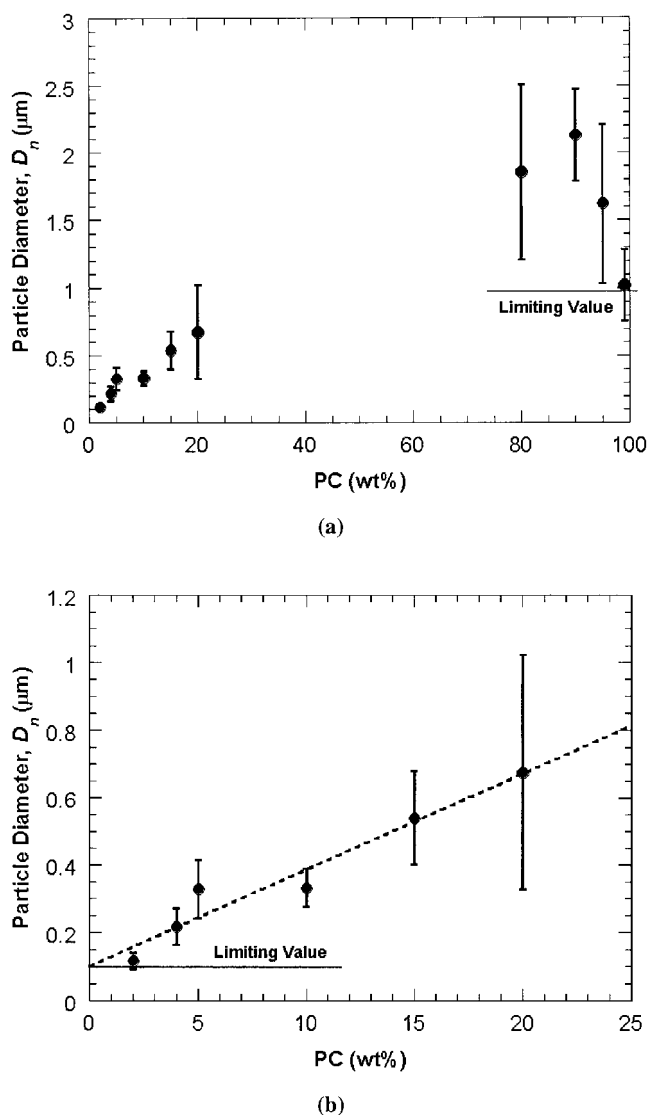 3
2.5
2
1.5
1
0.5
0
Particle Diameter, Dn (μm)
Limiting Value
0 20 40 60 80 100
PC (wt%)
(a)
1.2
1
0.8
0.6
0.4
0.2
0
Particle Diameter, Dn (μm)
Limiting Value
0 5 10 15 20 25
PC (wt%)
(b)